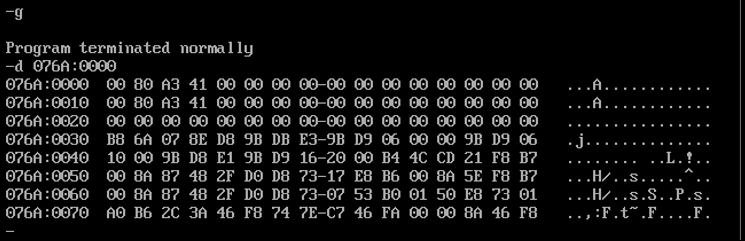 -g
Program terminated normally
-d 076A:0000
076A:0000  00 80 A3 41 00 00 00 00-00 00 00 00 00 00 00 00   ...A............
076A:0010  00 80 A3 41 00 00 00 00-00 00 00 00 00 00 00 00   ...A............
076A:0020  00 00 00 00 00 00 00 00-00 00 00 00 00 00 00 00   ................
076A:0030  B8 6A 07 8E D8 9B DB E3-9B D9 06 00 00 9B D9 06   .j..............
076A:0040  10 00 9B D8 E1 9B D9 16-20 00 B4 4C CD 21 F8 B7   ........ ..L.!..
076A:0050  00 8A 87 48 2F D0 D8 73-17 E8 B6 00 8A 5E F8 B7   ...H/..s.....^..
076A:0060  00 8A 87 48 2F D0 D8 73-07 53 B0 01 50 E8 73 01   ...H/..s.S..P.s.
076A:0070  A0 B6 2C 3A 46 F8 74 7E-C7 46 FA 00 00 8A 46 F8   ..,:F.t~.F....F.
-